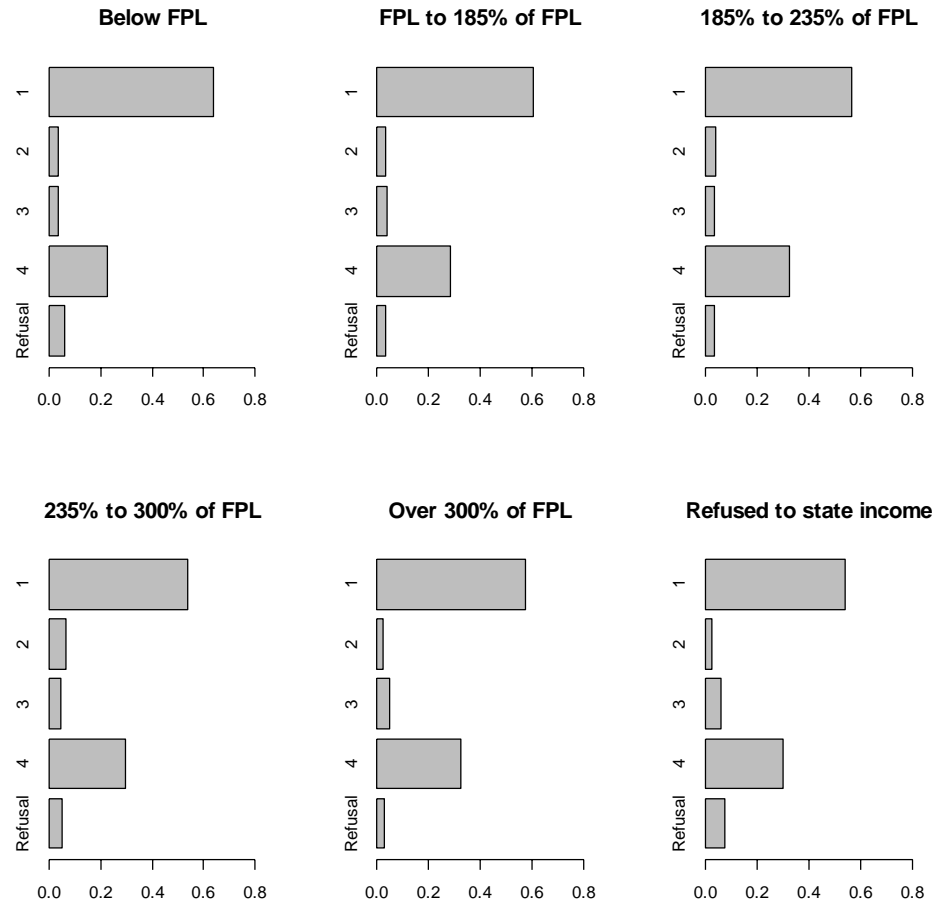 Below FPL
1
2
3
4
Refusal
0.0 0.2 0.4 0.6 0.8
FPL to 185% of FPL
1
2
3
4
Refusal
0.0 0.2 0.4 0.6 0.8
185% to 235% of FPL
1
2
3
4
Refusal
0.0 0.2 0.4 0.6 0.8
235% to 300% of FPL
1
2
3
4
Refusal
0.0 0.2 0.4 0.6 0.8
Over 300% of FPL
1
2
3
4
Refusal
0.0 0.2 0.4 0.6 0.8
Refused to state income
1
2
3
4
Refusal
0.0 0.2 0.4 0.6 0.8